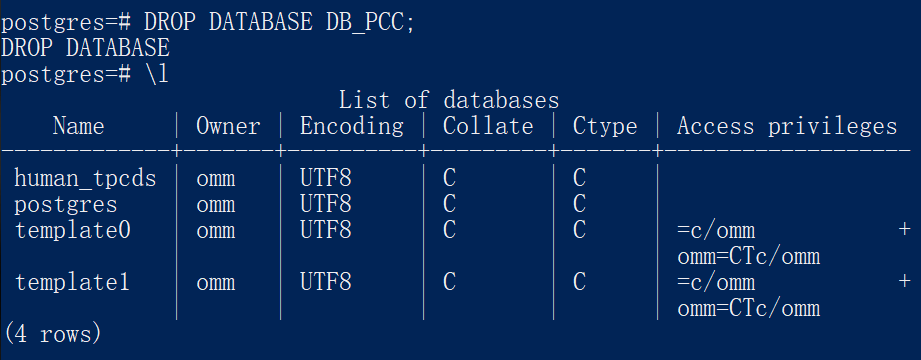 postgres=# DROP DATABASE DB_PCC;
DROP DATABASE
postgres=# \l
                              List of databases
    Name     | Owner | Encoding | Collate | Ctype | Access privileges
-------------+-------+----------+---------+-------+-------------------
 human_tpcds | omm   | UTF8     | C       | C     |
 postgres    | omm   | UTF8     | C       | C     |
 template0   | omm   | UTF8     | C       | C     | =c/omm           +
             |       |          |         |       | omm=CTc/omm
 template1   | omm   | UTF8     | C       | C     | =c/omm           +
             |       |          |         |       | omm=CTc/omm
(4 rows)